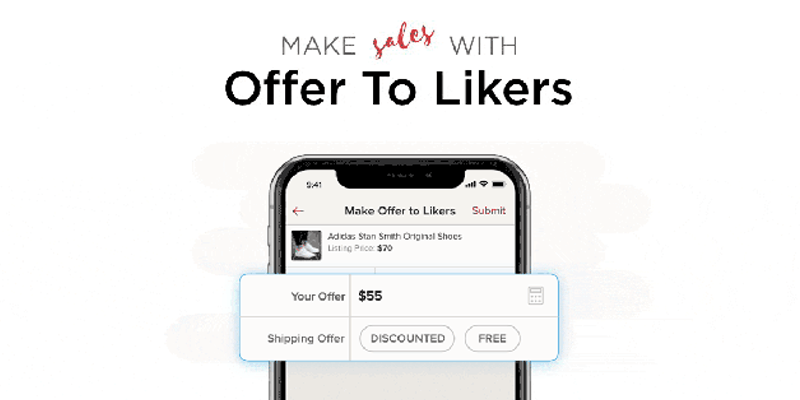 MAKE sales WITH
Offer To Likers
9:41
Make Offer to Likers Submit
Adidas Stan Smith Original Shoes
Listing Price: $70
Your Offer $55
Shipping Offer DISCOUNTED FREE